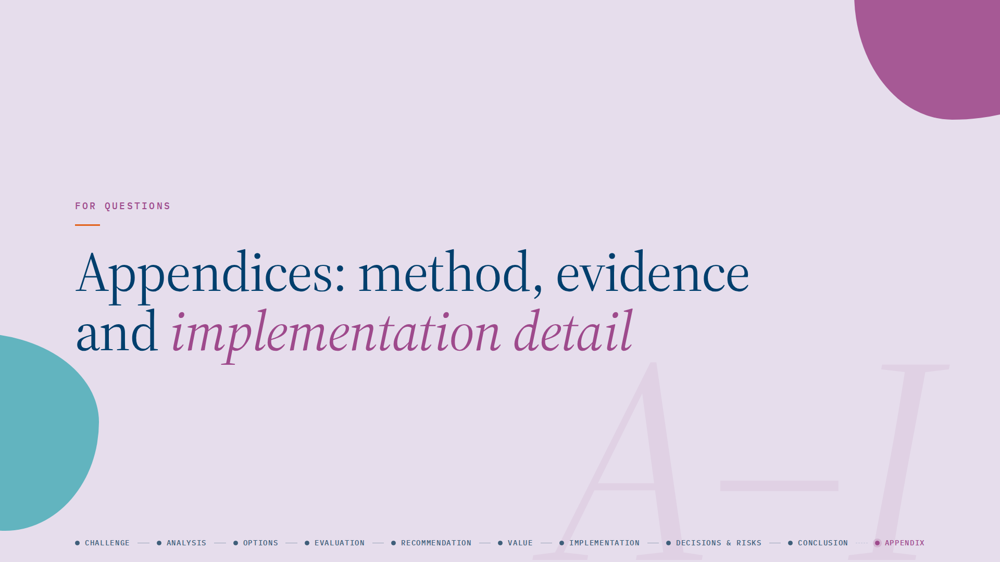 FOR QUESTIONS
Appendices: method, evidence
and implementation detail
A–I
CHALLENGE ANALYSIS OPTIONS EVALUATION RECOMMENDATION VALUE IMPLEMENTATION DECISIONS & RISKS CONCLUSION APPENDIX